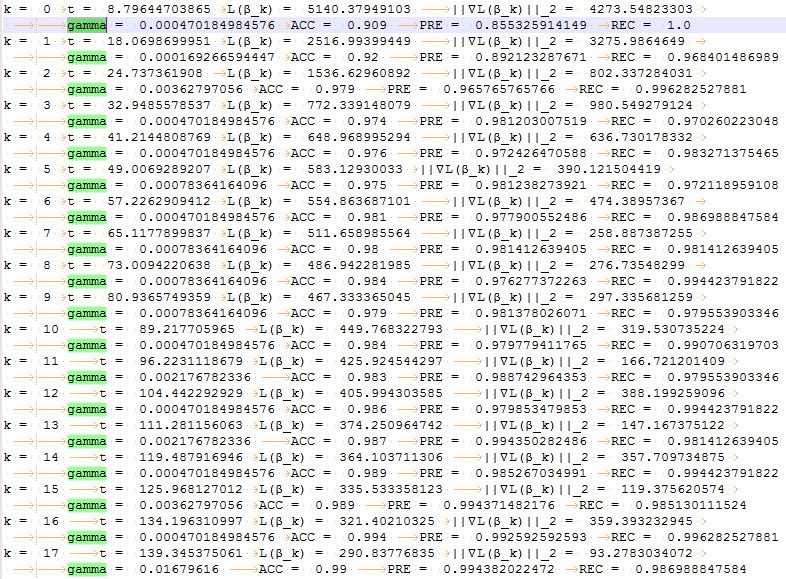 k = 0 t = 8.79644703865 L(β_k) = 5140.37949103 ||∇L(β_k)||_2 = 4273.54823303
gamma = 0.000470184984576 ACC = 0.909 PRE = 0.855325914149 REC = 1.0
k = 1 t = 18.0698699951 L(β_k) = 2516.99399449 ||∇L(β_k)||_2 = 3275.9864649
gamma = 0.000169266594447 ACC = 0.92 PRE = 0.892123287671 REC = 0.968401486989
k = 2 t = 24.737361908 L(β_k) = 1536.62960892 ||∇L(β_k)||_2 = 802.337284031
gamma = 0.00362797056 ACC = 0.979 PRE = 0.965765765766 REC = 0.996282527881
k = 3 t = 32.9485578537 L(β_k) = 772.339148079 ||∇L(β_k)||_2 = 980.549279124
gamma = 0.000470184984576 ACC = 0.974 PRE = 0.981203007519 REC = 0.970260223048
k = 4 t = 41.2144808769 L(β_k) = 648.968995294 ||∇L(β_k)||_2 = 636.730178332
gamma = 0.000470184984576 ACC = 0.976 PRE = 0.972426470588 REC = 0.983271375465
k = 5 t = 49.0069289207 L(β_k) = 583.12930033 ||∇L(β_k)||_2 = 390.121504419
gamma = 0.00078364164096 ACC = 0.975 PRE = 0.981238273921 REC = 0.972118959108
k = 6 t = 57.2262909412 L(β_k) = 554.863687101 ||∇L(β_k)||_2 = 474.38957367
gamma = 0.000470184984576 ACC = 0.981 PRE = 0.977900552486 REC = 0.986988847584
k = 7 t = 65.1177899837 L(β_k) = 511.658985564 ||∇L(β_k)||_2 = 258.887387255
gamma = 0.00078364164096 ACC = 0.98 PRE = 0.981412639405 REC = 0.981412639405
k = 8 t = 73.0094220638 L(β_k) = 486.942281985 ||∇L(β_k)||_2 = 276.73548299
gamma = 0.00078364164096 ACC = 0.984 PRE = 0.976277372263 REC = 0.994423791822
k = 9 t = 80.9365749359 L(β_k) = 467.333365045 ||∇L(β_k)||_2 = 297.335681259
gamma = 0.00078364164096 ACC = 0.979 PRE = 0.981378026071 REC = 0.979553903346
k = 10 t = 89.217705965 L(β_k) = 449.768322793 ||∇L(β_k)||_2 = 319.530735224
gamma = 0.000470184984576 ACC = 0.984 PRE = 0.979779411765 REC = 0.990706319703
k = 11 t = 96.2231118679 L(β_k) = 425.924544297 ||∇L(β_k)||_2 = 166.721201409
gamma = 0.002176782336 ACC = 0.983 PRE = 0.988742964353 REC = 0.979553903346
k = 12 t = 104.442292929 L(β_k) = 405.994303585 ||∇L(β_k)||_2 = 388.199259096
gamma = 0.000470184984576 ACC = 0.986 PRE = 0.979853479853 REC = 0.994423791822
k = 13 t = 111.281156063 L(β_k) = 374.250964742 ||∇L(β_k)||_2 = 147.167375122
gamma = 0.002176782336 ACC = 0.987 PRE = 0.994350282486 REC = 0.981412639405
k = 14 t = 119.487916946 L(β_k) = 364.103711306 ||∇L(β_k)||_2 = 357.709734875
gamma = 0.000470184984576 ACC = 0.989 PRE = 0.985267034991 REC = 0.994423791822
k = 15 t = 125.968127012 L(β_k) = 335.533358123 ||∇L(β_k)||_2 = 119.375620574
gamma = 0.00362797056 ACC = 0.989 PRE = 0.994371482176 REC = 0.985130111524
k = 16 t = 134.196310997 L(β_k) = 321.40210325 ||∇L(β_k)||_2 = 359.393232945
gamma = 0.000470184984576 ACC = 0.994 PRE = 0.992592592593 REC = 0.996282527881
k = 17 t = 139.345375061 L(β_k) = 290.83776835 ||∇L(β_k)||_2 = 93.2783034072
gamma = 0.01679616 ACC = 0.99 PRE = 0.994382022472 REC = 0.986988847584